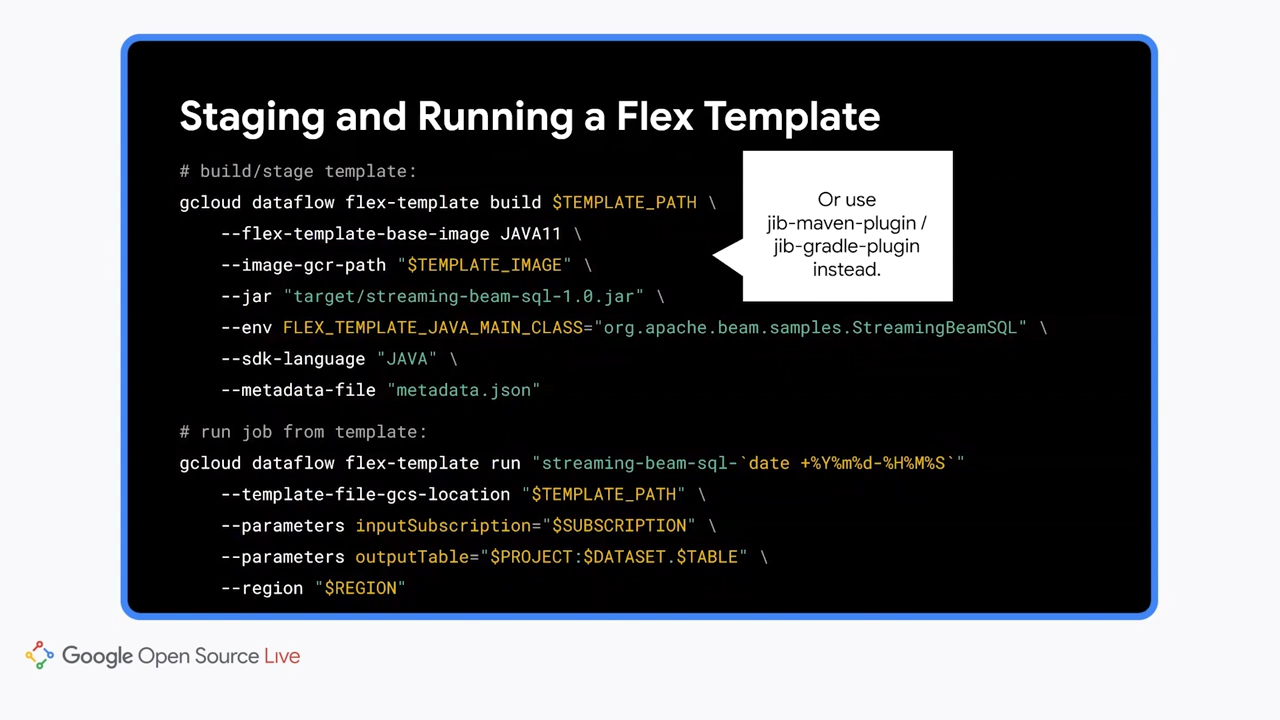 Staging and Running a Flex Template
# build/stage template:
gcloud dataflow flex-template build $TEMPLATE_PATH \
--flex-template-base-image JAVA11 \
--image-gcr-path "$TEMPLATE_IMAGE" \
--jar "target/streaming-beam-sql-1.0.jar" \
--env FLEX_TEMPLATE_JAVA_MAIN_CLASS="org.apache.beam.samples.StreamingBeamSQL" \
--sdk-language "JAVA" \
--metadata-file "metadata.json"
Or use
jib-maven-plugin /
jib-gradle-plugin
instead.
# run job from template:
gcloud dataflow flex-template run "streaming-beam-sql-`date +%Y%m%d-%H%M%S`"
--template-file-gcs-location "$TEMPLATE_PATH" \
--parameters inputSubscription="$SUBSCRIPTION" \
--parameters outputTable="$PROJECT:$DATASET.$TABLE" \
--region "$REGION"
Google Open Source Live